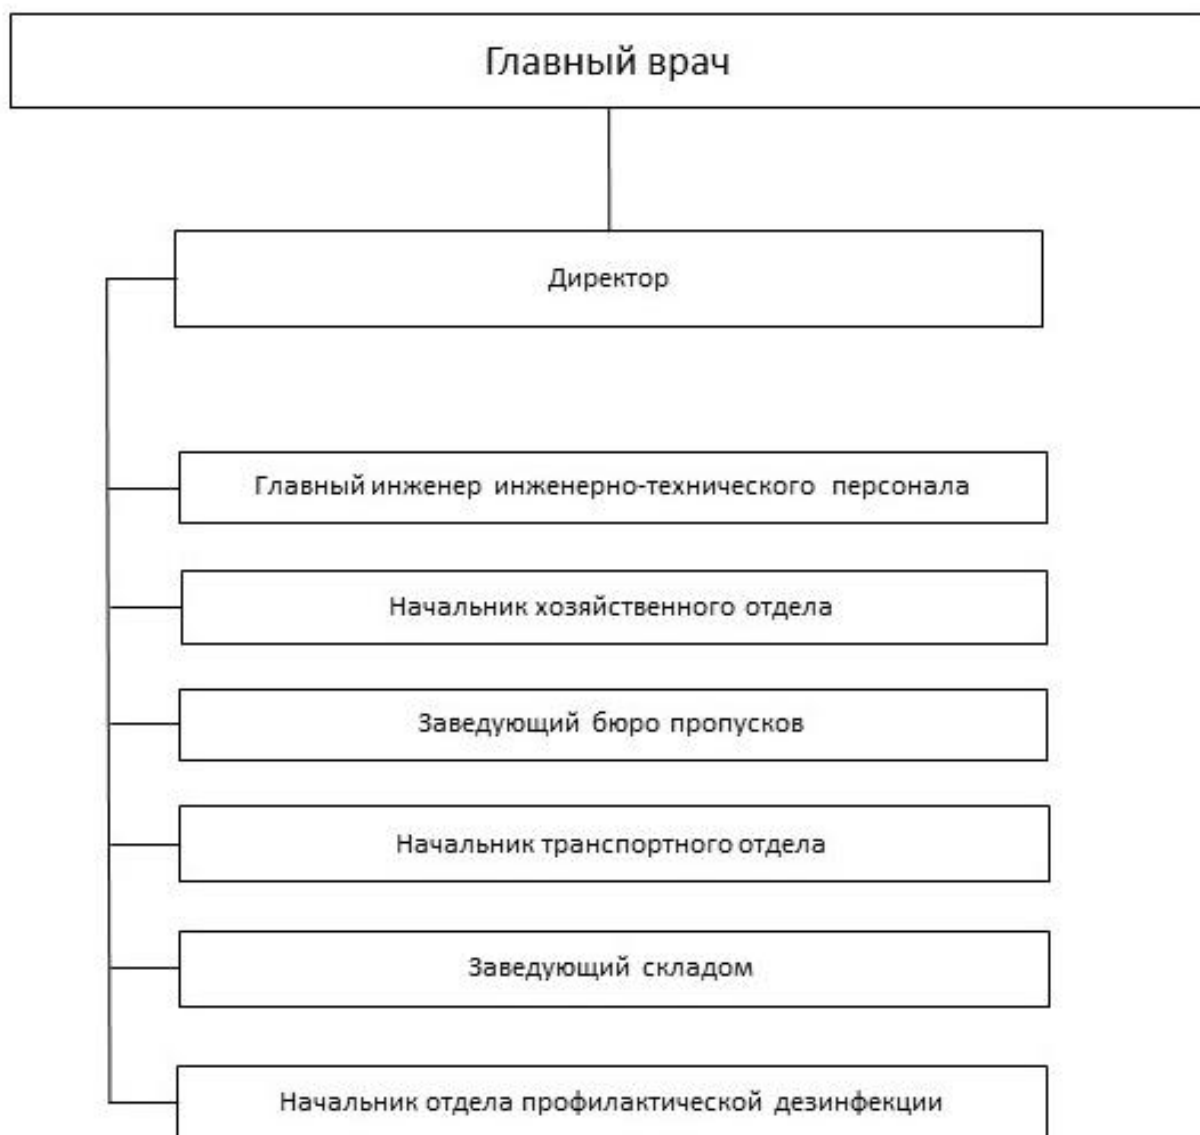 Главный врач
Директор
Главный инженер инженерно-технического персонала
Начальник хозяйственного отдела
Заведующий бюро пропусков
Начальник транспортного отдела
Заведующий складом
Начальник отдела профилактической дезинфекции